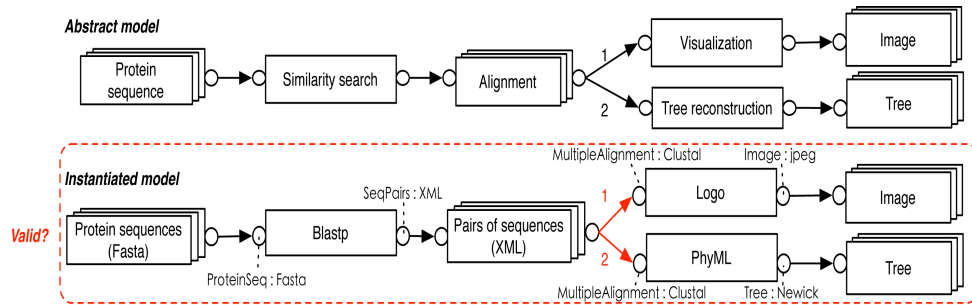 Abstract model
Protein
sequence
Similarity search
Alignment
1
2
Visualization
Tree reconstruction
Image
Tree
Instantiated model
Valid?
Protein sequences
(Fasta)
ProteinSeq : Fasta
Blastp
SeqPairs : XML
Pairs of sequences
(XML)
1
2
MultipleAlignment : Clustal
Logo
Image : jpeg
Image
PhyML
MultipleAlignment : Clustal
Tree : Newick
Tree